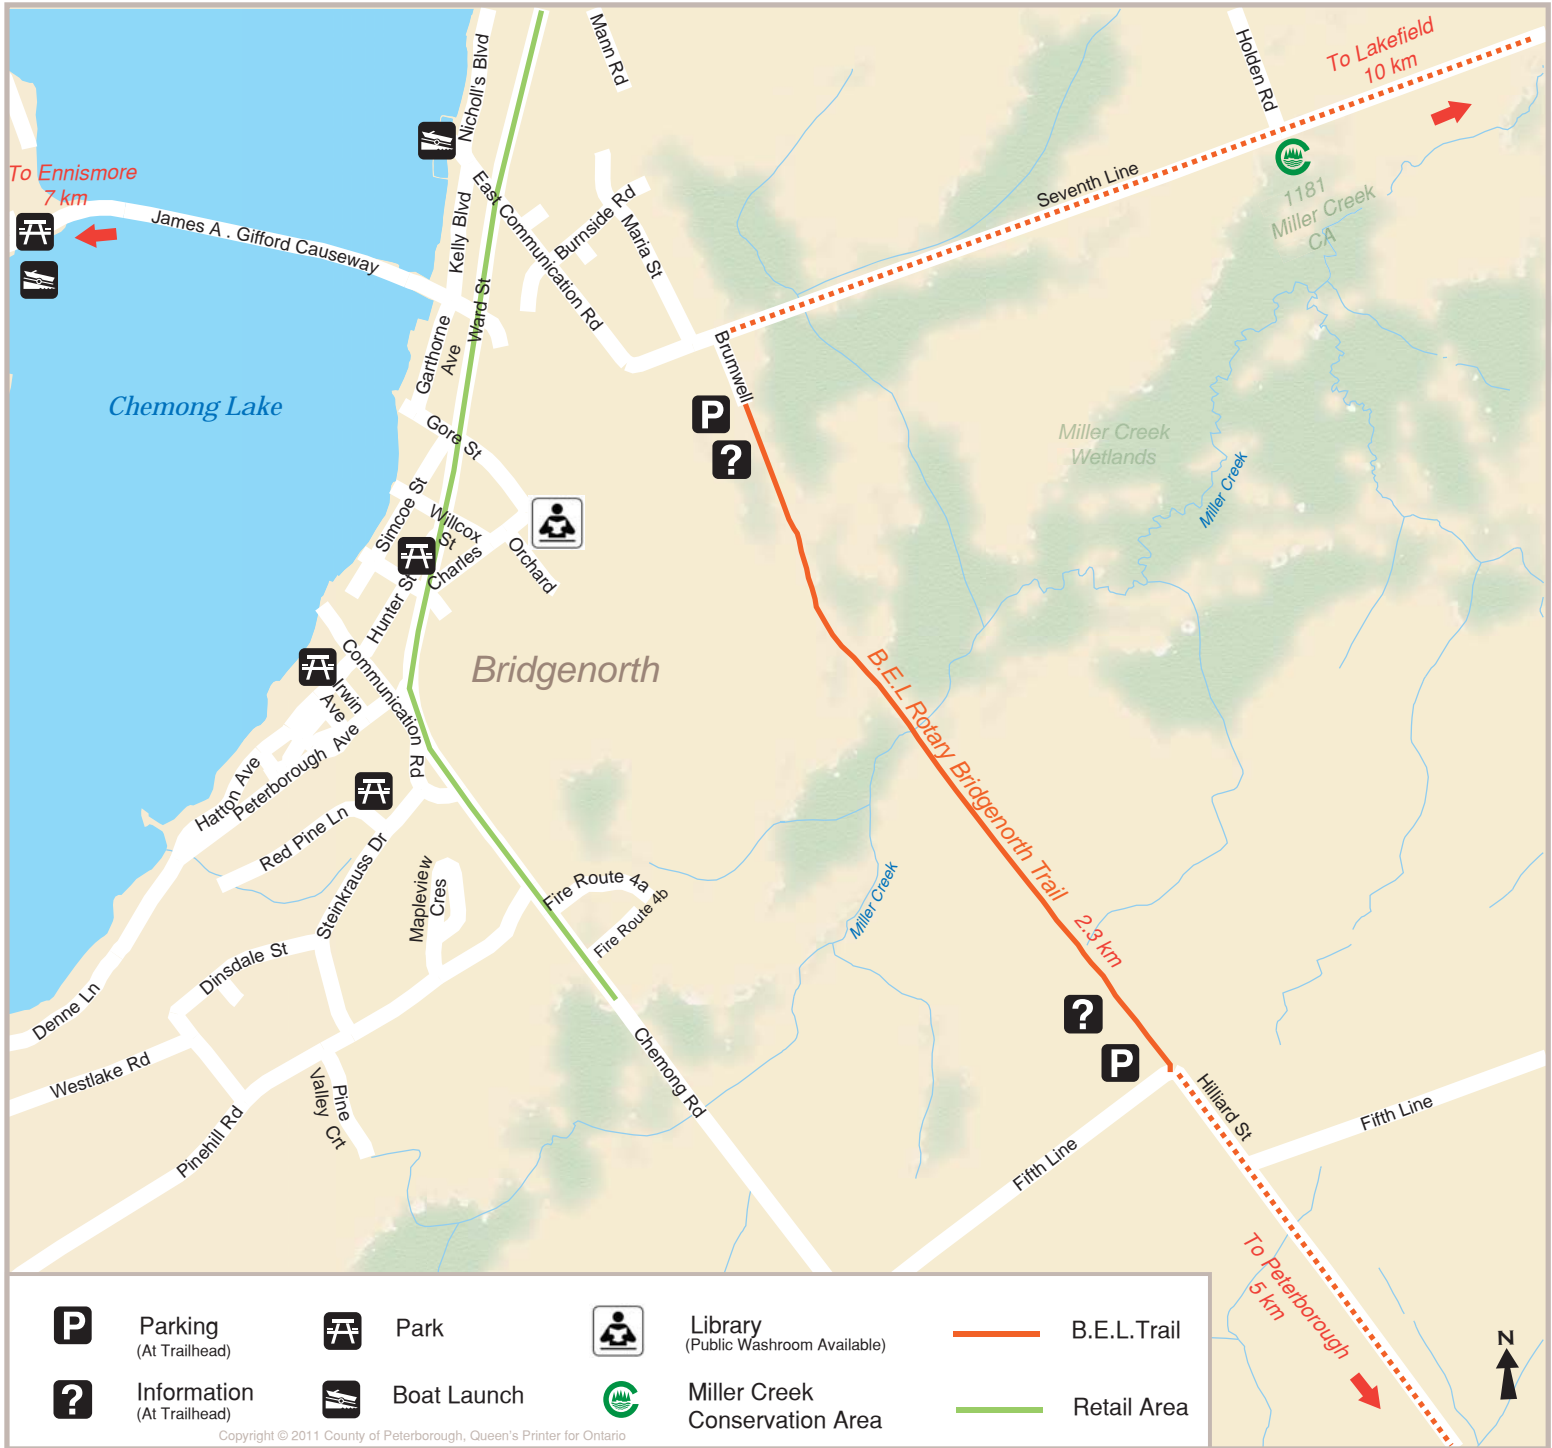 Mann Rd
Nicholl's Blvd
Holden Rd
To Lakefield
10 km
To Ennismore
7 km
James A . Gifford Causeway
Kelly Blvd
East Communication Rd
Burnside Rd
Maria St
Seventh Line
1181
Miller Creek
CA
Ward St
Garthorne
Ave
Brumwell
P
?
Chemong Lake
Gore St
Miller Creek
Wetlands
Miller Creek
Simcoe St
Willcox
St
Charles
Orchard
Hunter St
Communication Rd
Irwin
Ave
Bridgenorth
B.E.L Rotary Bridgenorth Trail 2.3 km
Hatton Ave
Peterborough Ave
Red Pine Ln
Steinkrauss Dr
Mapleview
Cres
Fire Route 4a
Fire Route 4b
Miller Creek
Dinsdale St
Denne Ln
Westlake Rd
Pinehill Rd
Pine
Valley Crt
Chemong Rd
?
P
Hilliard St
Fifth Line
Fifth Line
To Peterborough
5 km
N
P
Parking
(At Trailhead)
Park
Library
(Public Washroom Available)
B.E.L.Trail
?
Information
(At Trailhead)
Boat Launch
Miller Creek
Conservation Area
Retail Area
Copyright © 2011 County of Peterborough, Queen's Printer for Ontario